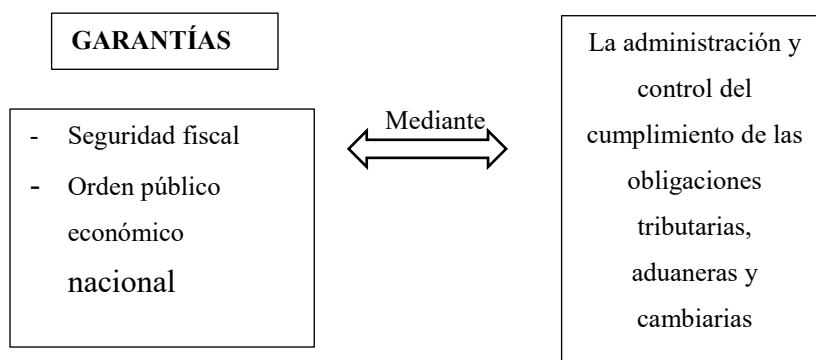 GARANTÍAS
- Seguridad fiscal
- Orden público
económico
nacional
Mediante
La administración y
control del
cumplimiento de las
obligaciones
tributarias,
aduaneras y
cambiarias